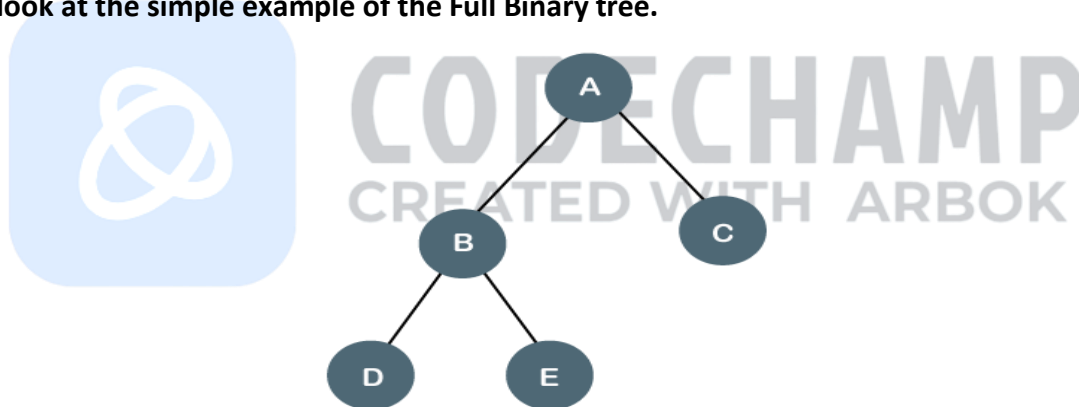 look at the simple example of the Full Binary tree.
CODECHAMP
CREATED WITH ARBOK
A
B
C
D
E